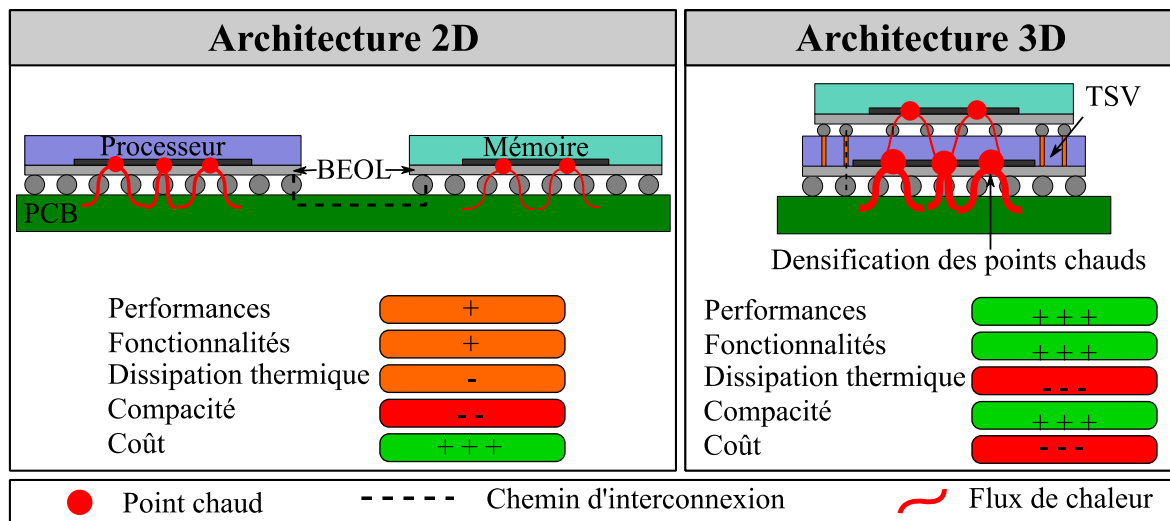 Architecture 2D
Processeur
Mémoire
BEOL
PCB
Performances +
Fonctionnalités +
Dissipation thermique -
Compacité - -
Coût + + +
Architecture 3D
TSV
Densification des points chauds
Performances + + +
Fonctionnalités + + +
Dissipation thermique - - -
Compacité + + +
Coût - - -
Point chaud
Chemin d'interconnexion
Flux de chaleur